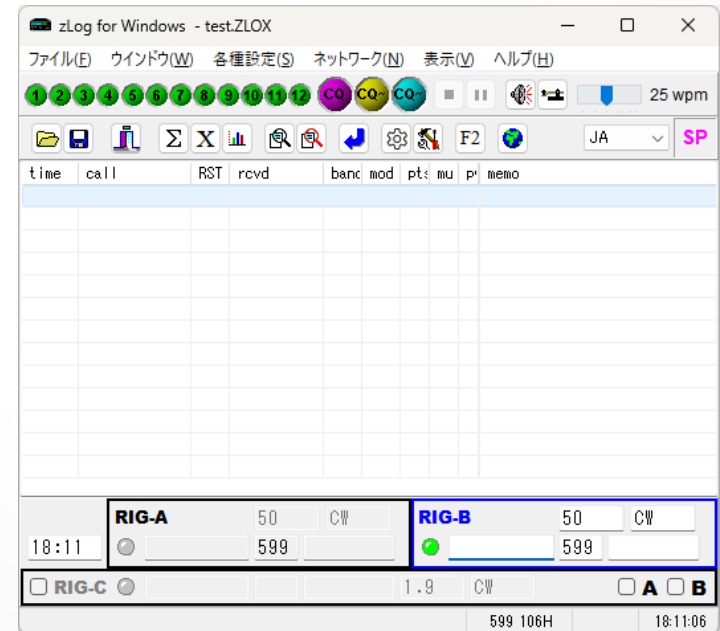 zLog for Windows - test.ZLOX
ファイル(F) ウインドウ(W) 各種設定(S) ネットワーク(N) 表示(V) ヘルプ(H)
1 2 3 4 5 6 7 8 9 10 11 12 CQ CQ~ CQ~ 25 wpm
Σ X F2 JA SP
time call RST rcvd banc mod pts mu memo
RIG-A 50 CW RIG-B 50 CW
18:11 599 599
RIG-C 1.9 CW A B
599 106H 18:11:06